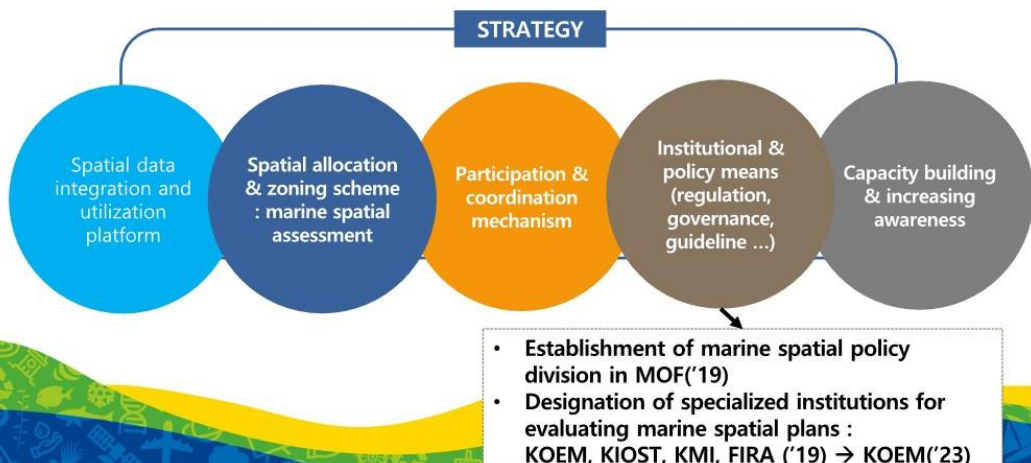 STRATEGY
Spatial data
integration and
utilization
platform
Spatial allocation
& zoning scheme
: marine spatial
assessment
Participation &
coordination
mechanism
Institutional &
policy means
(regulation,
governance,
guideline ...)
Capacity building
& increasing
awareness
• Establishment of marine spatial policy
division in MOF('19)
• Designation of specialized institutions for
evaluating marine spatial plans :
KOEM, KIOST, KMI, FIRA ('19) → KOEM('23)